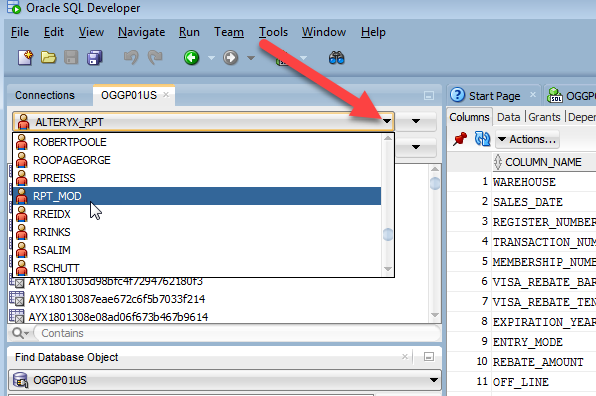 Oracle SQL Developer
File Edit View Navigate Run Team Tools Window Help
Connections OGGP01US
ALTERYX_RPT
ROBERTPOOLE
ROOPAGEORGE
RPREISS
RPT_MOD
RREIDX
RRINKS
RSALIM
RSCHUTT
AYX1801305d98bfc4f7294762180f3
AYX18013087eae672c6f5b7033f214
AYX1801308e08ad06f673b467b9614
Contains
Find Database Object
OGGP01US
Start Page OGGP01
Columns Data Grants Deper
Actions...
COLUMN_NAME
1 WAREHOUSE
2 SALES_DATE
3 REGISTER_NUMBER
4 TRANSACTION_NUM
5 MEMBERSHIP_NUMB
6 VISA_REBATE_BAR
7 VISA_REBATE_TEN
8 EXPIRATION_YEAR
9 ENTRY_MODE
10 REBATE_AMOUNT
11 OFF_LINE